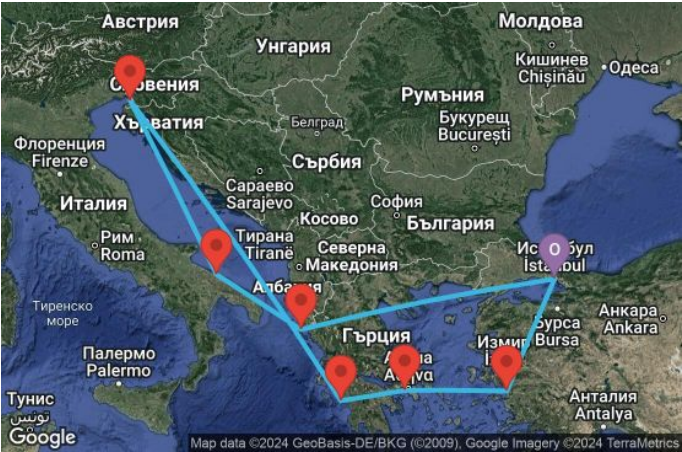 Австрия
Молдова
Унгария
Кишинев
Chișinău
Одеса
Словения
Румъния
Хърватия
Белград
Букурещ
București
Флоренция
Firenze
Сърбия
Сараево
Sarajevo
Италия
София
Косово
България
Рим
Roma
Тирана
Tiranë
Северна
Македония
O
İstanbul
Албания
Тиренско
море
Гърция
Бурса
Bursa
Анкара
Ankara
Измир
Палермо
Palermo
Тунис
تونس
Анталия
Antalya
Google
Map data ©2024 GeoBasis-DE/BKG (©2009), Google Imagery ©2024 TerraMetrics